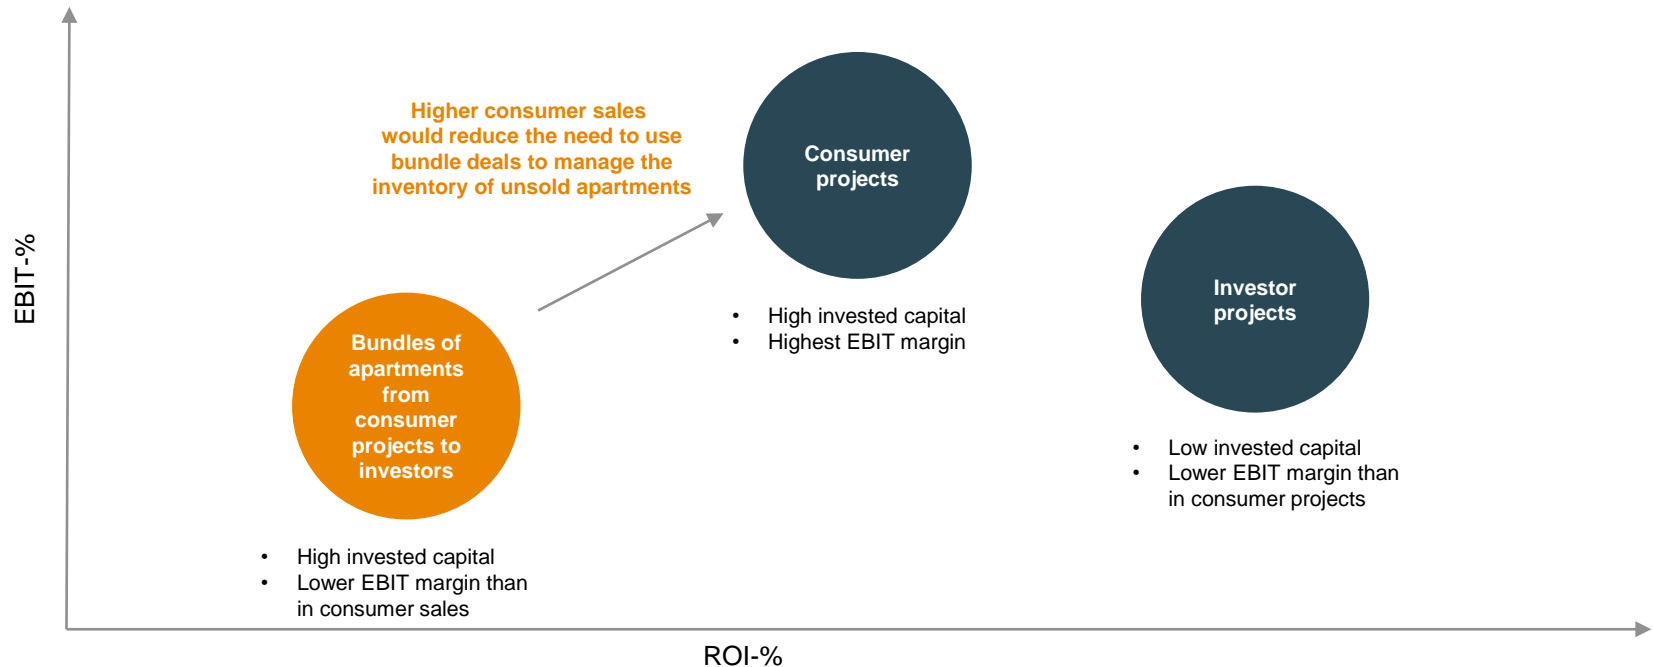 EBIT-%
Higher consumer sales
would reduce the need to use
bundle deals to manage the
inventory of unsold apartments
Consumer
projects
• High invested capital
• Highest EBIT margin
Investor
projects
• Low invested capital
• Lower EBIT margin than
in consumer projects
Bundles of
apartments
from
consumer
projects to
investors
• High invested capital
• Lower EBIT margin than
in consumer sales
ROI-%